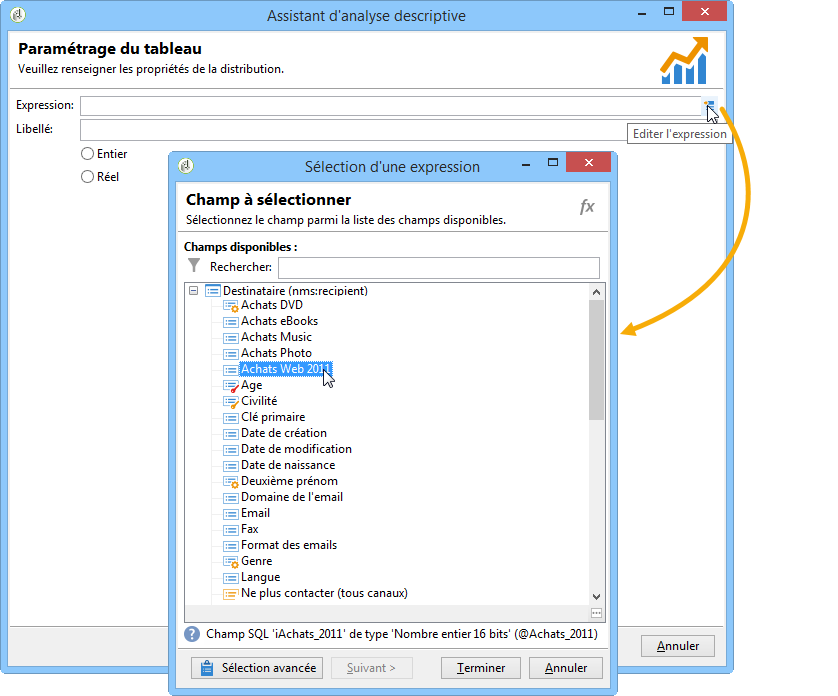 Assistant d'analyse descriptive
Paramétrage du tableau
Veuillez renseigner les propriétés de la distribution.
Expression:
Editer l'expression
Libellé:
Entier
Réel
Sélection d'une expression
Champ à sélectionner
fx
Sélectionnez le champ parmi la liste des champs disponibles.
Champs disponibles :
Rechercher:
Destinataire (nms:recipient)
Achats DVD
Achats eBooks
Achats Music
Achats Photo
Achats Web 2011
Age
Civilité
Clé primaire
Date de création
Date de modification
Date de naissance
Deuxième prénom
Domaine de l'email
Email
Fax
Format des emails
Genre
Langue
Ne plus contacter (tous canaux)
Champ SQL 'iAchats_2011' de type 'Nombre entier 16 bits' (@Achats_2011)
Sélection avancée
Suivant >
Terminer
Annuler
Annuler